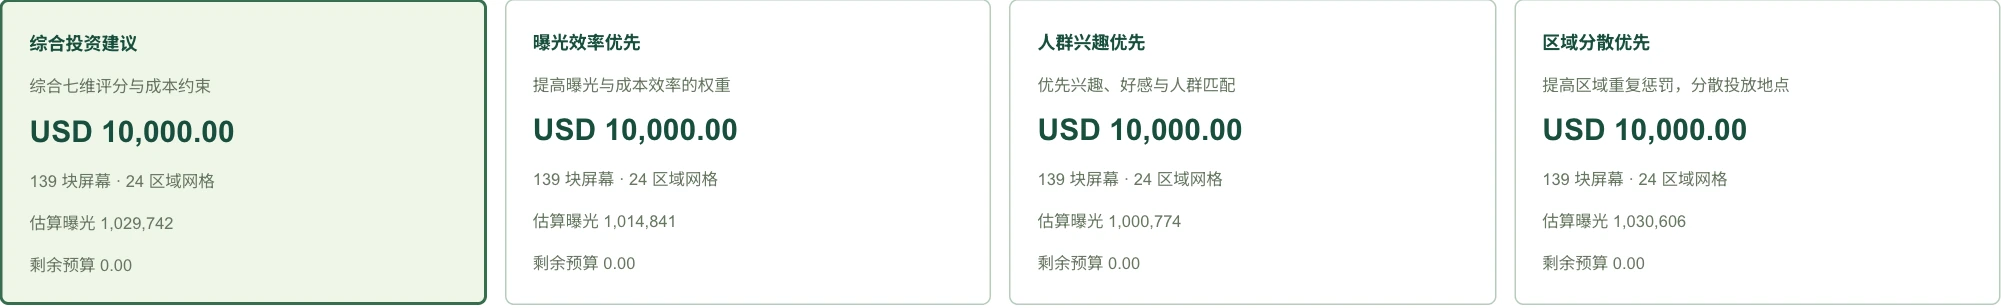 综合投资建议
综合七维评分与成本约束
USD 10,000.00
139 块屏幕 · 24 区域网格
估算曝光 1,029,742
剩余预算 0.00
曝光效率优先
提高曝光与成本效率的权重
USD 10,000.00
139 块屏幕 · 24 区域网格
估算曝光 1,014,841
剩余预算 0.00
人群兴趣优先
优先兴趣、好感与人群匹配
USD 10,000.00
139 块屏幕 · 24 区域网格
估算曝光 1,000,774
剩余预算 0.00
区域分散优先
提高区域重复惩罚，分散投放地点
USD 10,000.00
139 块屏幕 · 24 区域网格
估算曝光 1,030,606
剩余预算 0.00